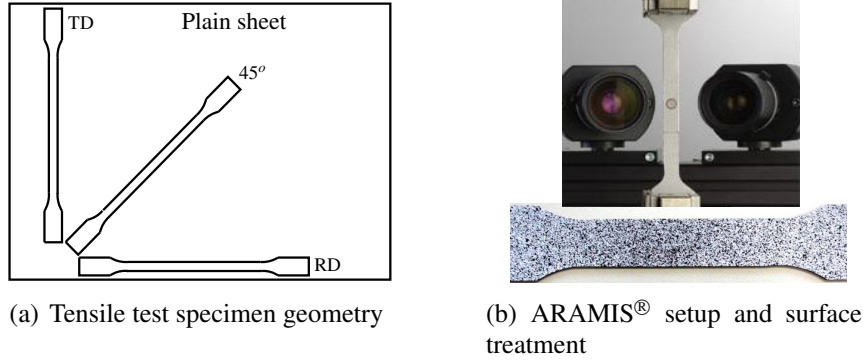 TD
Plain sheet
45°
RD
(a) Tensile test specimen geometry
(b) ARAMIS® setup and surface
treatment